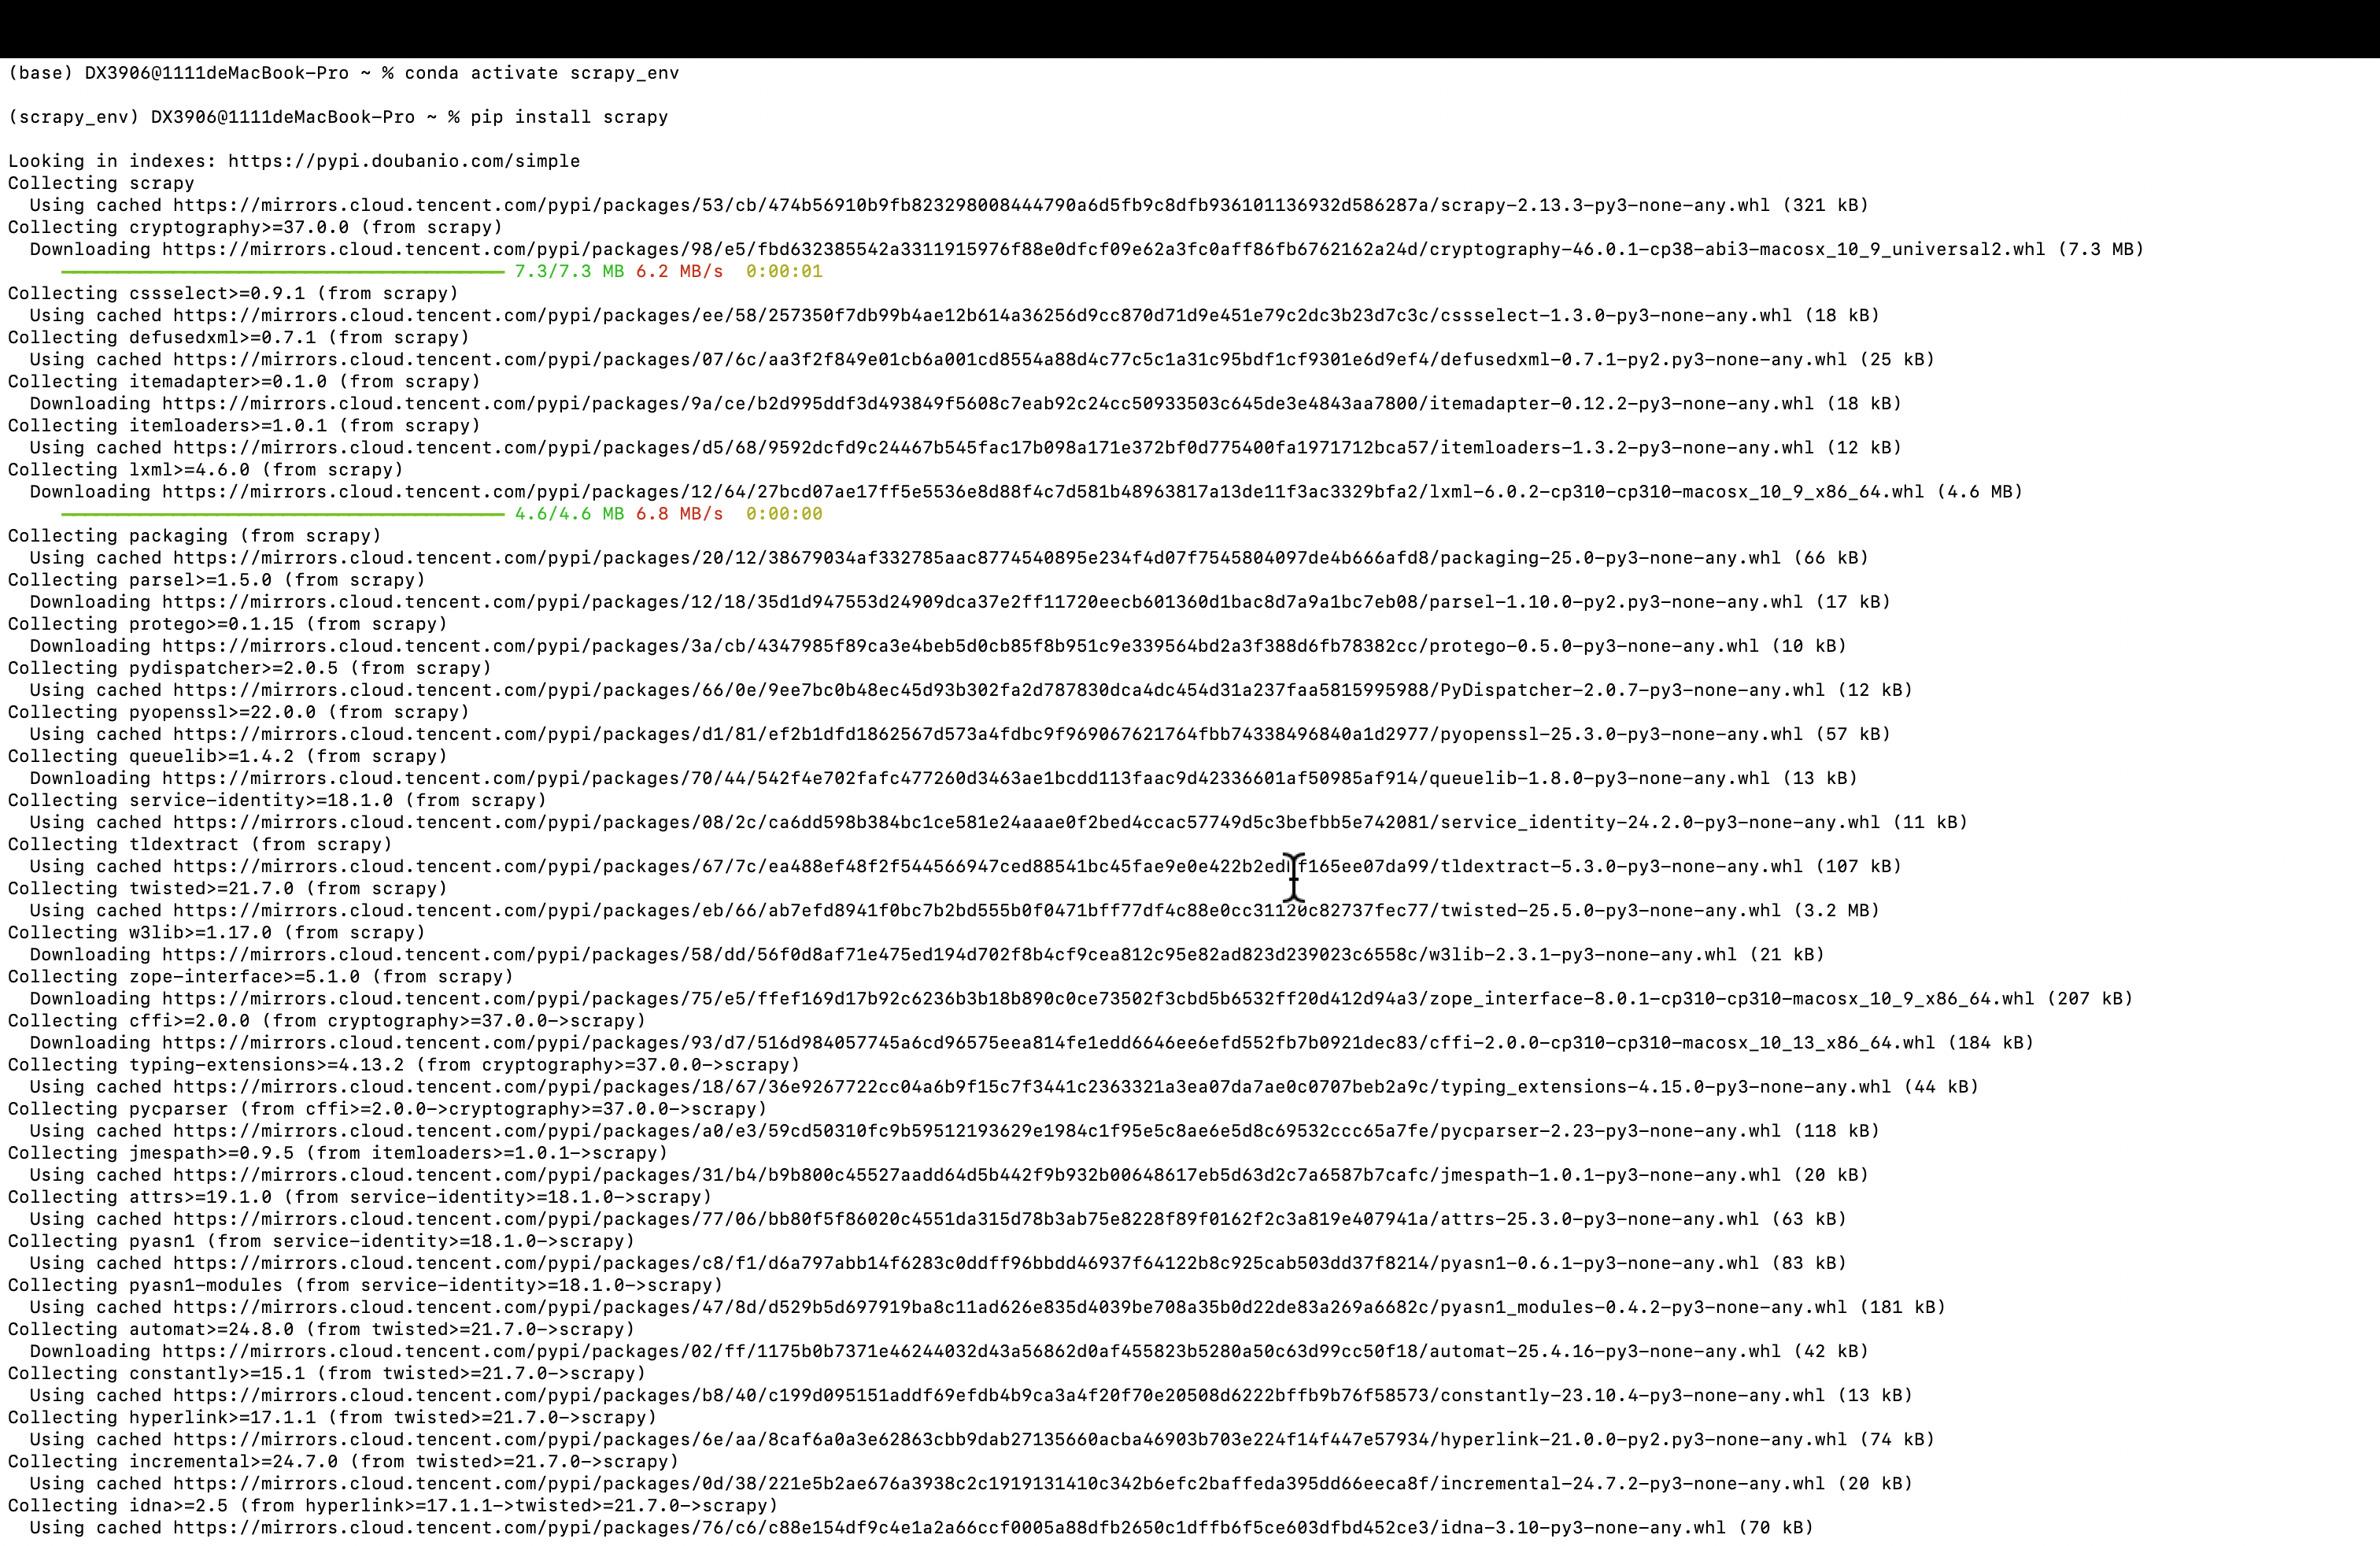 (base) DX3906@1111deMacBook-Pro ~ % conda activate scrapy_env
(scrapy_env) DX3906@1111deMacBook-Pro ~ % pip install scrapy
Looking in indexes: https://pypi.doubanio.com/simple
Collecting scrapy
  Using cached https://mirrors.cloud.tencent.com/pypi/packages/53/cb/474b56910b9fb823298008444790a6d5fb9c8dfb936101136932d586287a/scrapy-2.13.3-py3-none-any.whl (321 kB)
Collecting cryptography>=37.0.0 (from scrapy)
  Downloading https://mirrors.cloud.tencent.com/pypi/packages/98/e5/fbd632385542a3311915976f88e0dfcf09e62a3fc0aff86fb6762162a24d/cryptography-46.0.1-cp38-abi3-macosx_10_9_universal2.whl (7.3 MB)
7.3/7.3 MB 6.2 MB/s  0:00:01
Collecting cssselect>=0.9.1 (from scrapy)
  Using cached https://mirrors.cloud.tencent.com/pypi/packages/ee/58/257350f7db99b4ae12b614a36256d9cc870d71d9e451e79c2dc3b23d7c3c/cssselect-1.3.0-py3-none-any.whl (18 kB)
Collecting defusedxml>=0.7.1 (from scrapy)
  Using cached https://mirrors.cloud.tencent.com/pypi/packages/07/6c/aa3f2f849e01cb6a001cd8554a88d4c77c5c1a31c95bdf1cf9301e6d9ef4/defusedxml-0.7.1-py2.py3-none-any.whl (25 kB)
Collecting itemadapter>=0.1.0 (from scrapy)
  Downloading https://mirrors.cloud.tencent.com/pypi/packages/9a/ce/b2d995ddf3d493849f5608c7eab92c24cc50933503c645de3e4843aa7800/itemadapter-0.12.2-py3-none-any.whl (18 kB)
Collecting itemloaders>=1.0.1 (from scrapy)
  Using cached https://mirrors.cloud.tencent.com/pypi/packages/d5/68/9592dcfd9c24467b545fac17b098a171e372bf0d775400fa1971712bca57/itemloaders-1.3.2-py3-none-any.whl (12 kB)
Collecting lxml>=4.6.0 (from scrapy)
  Downloading https://mirrors.cloud.tencent.com/pypi/packages/12/64/27bcd07ae17ff5e5536e8d88f4c7d581b48963817a13de11f3ac3329bfa2/lxml-6.0.2-cp310-cp310-macosx_10_9_x86_64.whl (4.6 MB)
4.6/4.6 MB 6.8 MB/s  0:00:00
Collecting packaging (from scrapy)
  Using cached https://mirrors.cloud.tencent.com/pypi/packages/20/12/38679034af332785aac8774540895e234f4d07f7545804097de4b666afd8/packaging-25.0-py3-none-any.whl (66 kB)
Collecting parsel>=1.5.0 (from scrapy)
  Downloading https://mirrors.cloud.tencent.com/pypi/packages/12/18/35d1d947553d24909dca37e2ff11720eecb601360d1bac8d7a9a1bc7eb08/parsel-1.10.0-py2.py3-none-any.whl (17 kB)
Collecting protego>=0.1.15 (from scrapy)
  Downloading https://mirrors.cloud.tencent.com/pypi/packages/3a/cb/4347985f89ca3e4beb5d0cb85f8b951c9e339564bd2a3f388d6fb78382cc/protego-0.5.0-py3-none-any.whl (10 kB)
Collecting pydispatcher>=2.0.5 (from scrapy)
  Using cached https://mirrors.cloud.tencent.com/pypi/packages/66/0e/9ee7bc0b48ec45d93b302fa2d787830dca4dc454d31a237faa5815995988/PyDispatcher-2.0.7-py3-none-any.whl (12 kB)
Collecting pyopenssl>=22.0.0 (from scrapy)
  Using cached https://mirrors.cloud.tencent.com/pypi/packages/d1/81/ef2b1dfd1862567d573a4fdbc9f969067621764fbb74338496840a1d2977/pyopenssl-25.3.0-py3-none-any.whl (57 kB)
Collecting queuelib>=1.4.2 (from scrapy)
  Downloading https://mirrors.cloud.tencent.com/pypi/packages/70/44/542f4e702fafc477260d3463ae1bcdd113faac9d42336601af50985af914/queuelib-1.8.0-py3-none-any.whl (13 kB)
Collecting service-identity>=18.1.0 (from scrapy)
  Using cached https://mirrors.cloud.tencent.com/pypi/packages/08/2c/ca6dd598b384bc1ce581e24aaae0f2bed4ccac57749d5c3befbb5e742081/service_identity-24.2.0-py3-none-any.whl (11 kB)
Collecting tldextract (from scrapy)
  Using cached (107 kB)
Collecting twisted>=21.7.0 (from scrapy)
  Using cached https://mirrors.cloud.tencent.com/pypi/packages/eb/66/ab7efd8941f0bc7b2bd555b0f0471bff77df4c88e0cc31120c82737fec77/twisted-25.5.0-py3-none-any.whl (3.2 MB)
Collecting w3lib>=1.17.0 (from scrapy)
  Downloading https://mirrors.cloud.tencent.com/pypi/packages/58/dd/56f0d8af71e475ed194d702f8b4cf9cea812c95e82ad823d239023c6558c/w3lib-2.3.1-py3-none-any.whl (21 kB)
Collecting zope-interface>=5.1.0 (from scrapy)
  Downloading https://mirrors.cloud.tencent.com/pypi/packages/75/e5/ffef169d17b92c6236b3b18b890c0ce73502f3cbd5b6532ff20d412d94a3/zope_interface-8.0.1-cp310-cp310-macosx_10_9_x86_64.whl (207 kB)
Collecting cffi>=2.0.0 (from cryptography>=37.0.0->scrapy)
  Downloading https://mirrors.cloud.tencent.com/pypi/packages/93/d7/516d984057745a6cd96575eea814fe1edd6646ee6efd552fb7b0921dec83/cffi-2.0.0-cp310-cp310-macosx_10_13_x86_64.whl (184 kB)
Collecting typing-extensions>=4.13.2 (from cryptography>=37.0.0->scrapy)
  Using cached https://mirrors.cloud.tencent.com/pypi/packages/18/67/36e9267722cc04a6b9f15c7f3441c2363321a3ea07da7ae0c0707beb2a9c/typing_extensions-4.15.0-py3-none-any.whl (44 kB)
Collecting pycparser (from cffi>=2.0.0->cryptography>=37.0.0->scrapy)
  Using cached https://mirrors.cloud.tencent.com/pypi/packages/a0/e3/59cd50310fc9b59512193629e1984c1f95e5c8ae6e5d8c69532ccc65a7fe/pycparser-2.23-py3-none-any.whl (118 kB)
Collecting jmespath>=0.9.5 (from itemloaders>=1.0.1->scrapy)
  Using cached https://mirrors.cloud.tencent.com/pypi/packages/31/b4/b9b800c45527aadd64d5b442f9b932b00648617eb5d63d2c7a6587b7cafc/jmespath-1.0.1-py3-none-any.whl (20 kB)
Collecting attrs>=19.1.0 (from service-identity>=18.1.0->scrapy)
  Using cached https://mirrors.cloud.tencent.com/pypi/packages/77/06/bb80f5f86020c4551da315d78b3ab75e8228f89f0162f2c3a819e407941a/attrs-25.3.0-py3-none-any.whl (63 kB)
Collecting pyasn1 (from service-identity>=18.1.0->scrapy)
  Using cached https://mirrors.cloud.tencent.com/pypi/packages/c8/f1/d6a797abb14f6283c0ddff96bbdd46937f64122b8c925cab503dd37f8214/pyasn1-0.6.1-py3-none-any.whl (83 kB)
Collecting pyasn1-modules (from service-identity>=18.1.0->scrapy)
  Using cached https://mirrors.cloud.tencent.com/pypi/packages/47/8d/d529b5d697919ba8c11ad626e835d4039be708a35b0d22de83a269a6682c/pyasn1_modules-0.4.2-py3-none-any.whl (181 kB)
Collecting automat>=24.8.0 (from twisted>=21.7.0->scrapy)
  Downloading https://mirrors.cloud.tencent.com/pypi/packages/02/ff/1175b0b7371e46244032d43a56862d0af455823b5280a50c63d99cc50f18/automat-25.4.16-py3-none-any.whl (42 kB)
Collecting constantly>=15.1 (from twisted>=21.7.0->scrapy)
  Using cached https://mirrors.cloud.tencent.com/pypi/packages/b8/40/c199d095151addf69efdb4b9ca3a4f20f70e20508d6222bffb9b76f58573/constantly-23.10.4-py3-none-any.whl (13 kB)
Collecting hyperlink>=17.1.1 (from twisted>=21.7.0->scrapy)
  Using cached https://mirrors.cloud.tencent.com/pypi/packages/6e/aa/8caf6a0a3e62863cbb9dab27135660acba46903b703e224f14f447e57934/hyperlink-21.0.0-py2.py3-none-any.whl (74 kB)
Collecting incremental>=24.7.0 (from twisted>=21.7.0->scrapy)
  Using cached https://mirrors.cloud.tencent.com/pypi/packages/0d/38/221e5b2ae676a3938c2c1919131410c342b6efc2baffeda395dd66eeca8f/incremental-24.7.2-py3-none-any.whl (20 kB)
Collecting idna>=2.5 (from hyperlink>=17.1.1->twisted>=21.7.0->scrapy)
  Using cached https://mirrors.cloud.tencent.com/pypi/packages/76/c6/c88e154df9c4e1a2a66ccf0005a88dfb2650c1dffb6f5ce603dfbd452ce3/idna-3.10-py3-none-any.whl (70 kB)